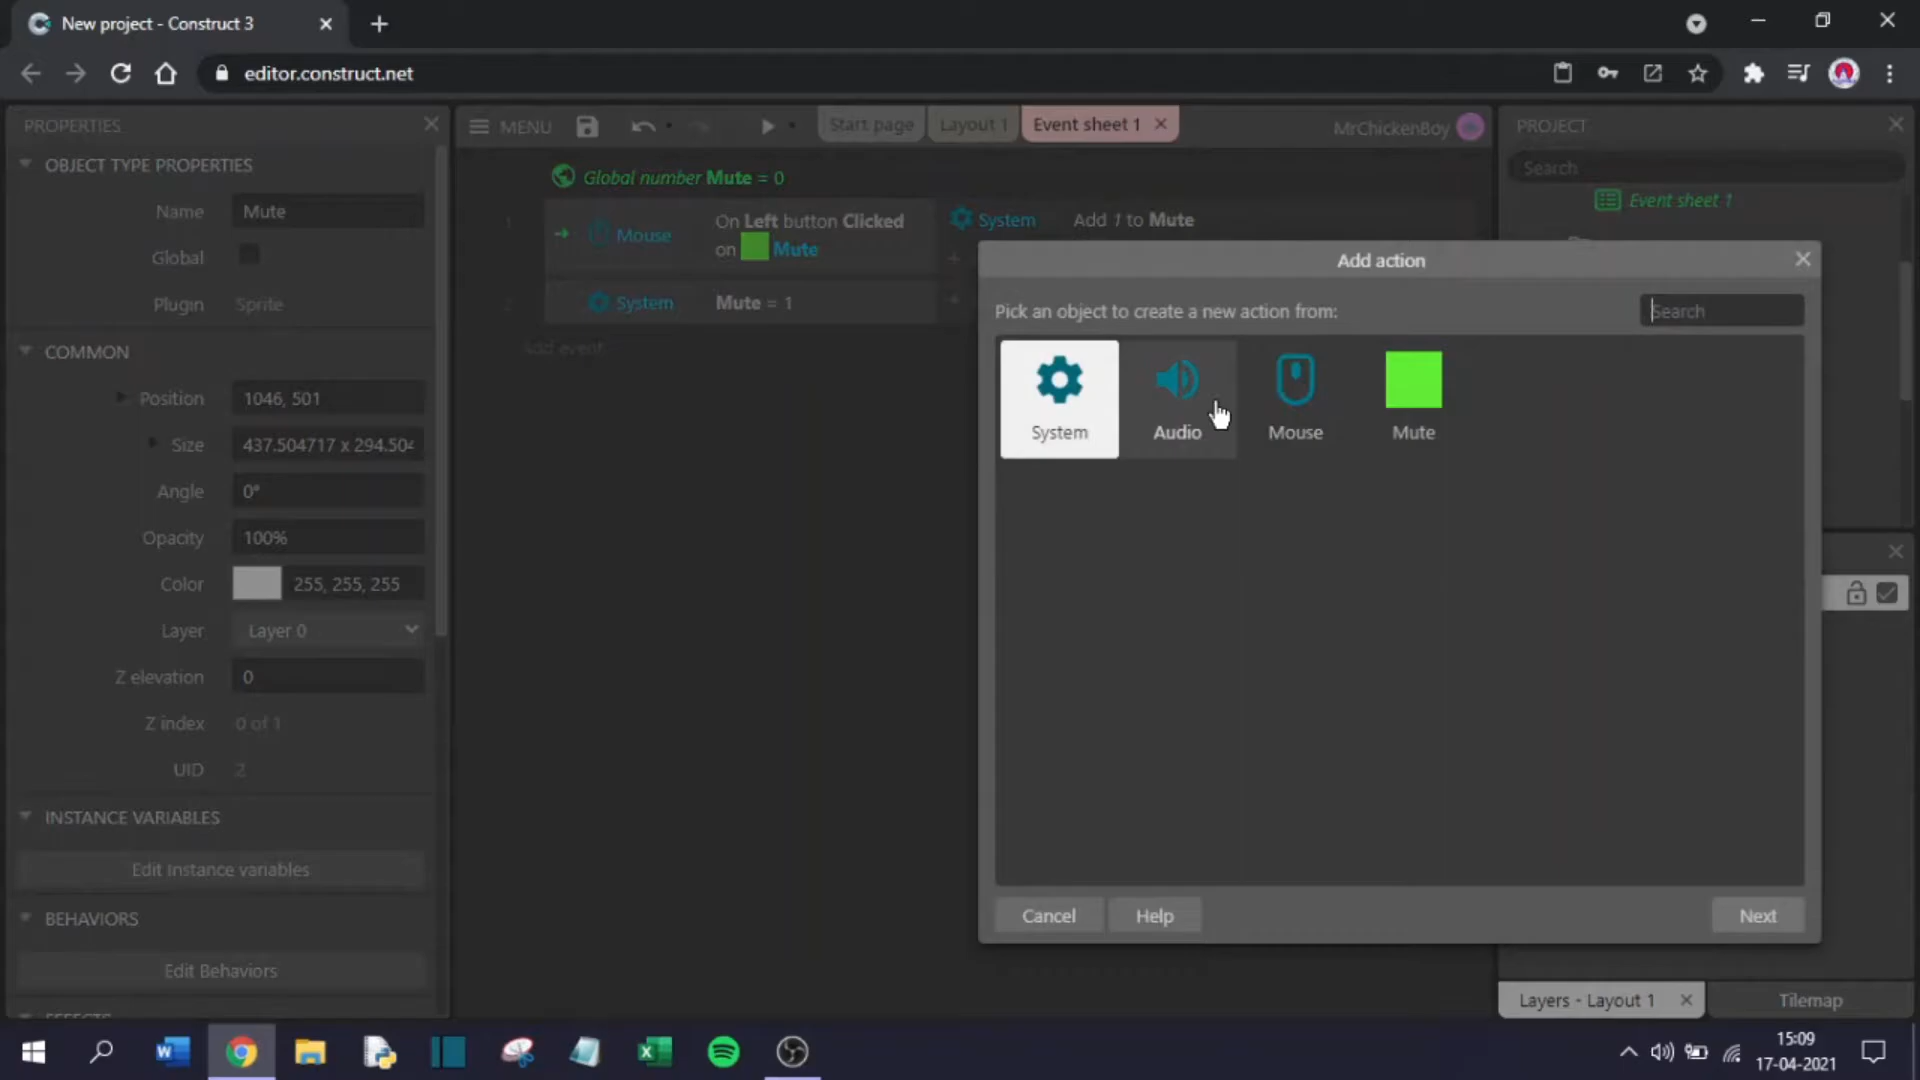 New project - Construct 3
editor.construct.net
PROPERTIES
OBJECT TYPE PROPERTIES
Name Mute
Global
Plugin Sprite
COMMON
Position 1046, 501
Size 437.504717 x 294.504
Angle 0°
Opacity 100%
Color 255, 255, 255
Layer Layer 0
Z elevation 0
Z index 0 of 1
UID 2
INSTANCE VARIABLES
Edit Instance variables
BEHAVIORS
Edit Behaviors
EFFECTS
MENU
Start page
Layout 1
Event sheet 1
MrChickenBoy
Global number Mute = 0
1
Mouse
On Left button Clicked
on Mute
System
Add 1 to Mute
2
System
Mute = 1
Add event
Add action
Pick an object to create a new action from:
Search
System
Audio
Mouse
Mute
Cancel
Help
Next
PROJECT
Search
Event sheet 1
Layers - Layout 1
Tilemap
15:09
17-04-2021